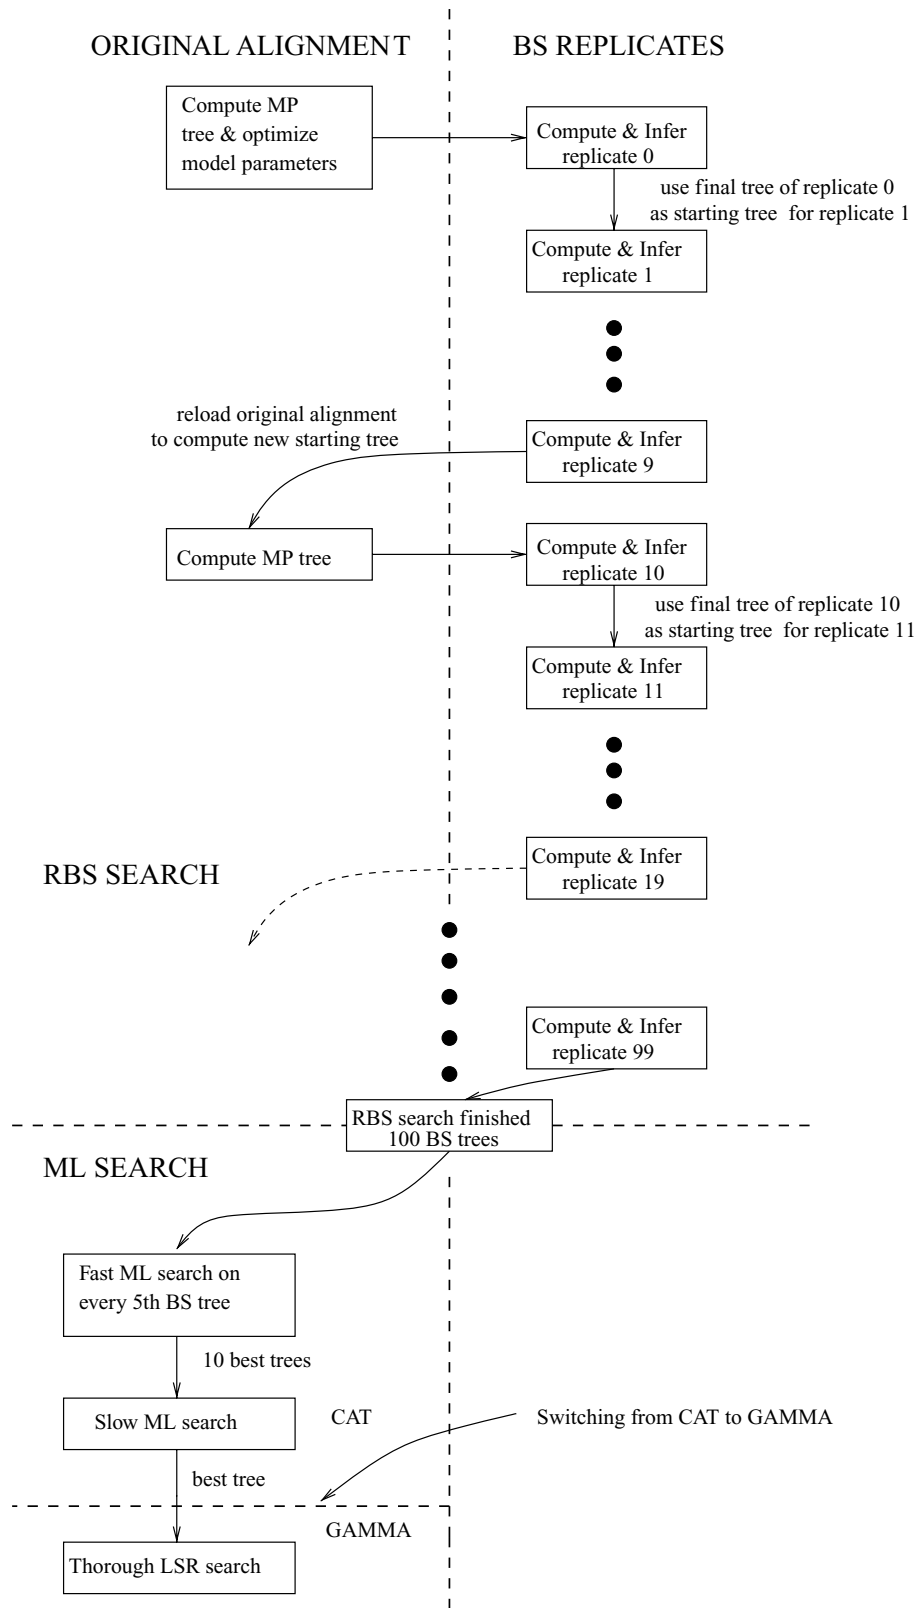 ORIGINAL ALIGNMENT
BS REPLICATES
Compute MP
tree & optimize
model parameters
Compute & Infer
replicate 0
use final tree of replicate 0
as starting tree for replicate 1
Compute & Infer
replicate 1
reload original alignment
to compute new starting tree
Compute & Infer
replicate 9
Compute MP tree
Compute & Infer
replicate 10
use final tree of replicate 10
as starting tree for replicate 11
Compute & Infer
replicate 11
RBS SEARCH
Compute & Infer
replicate 19
Compute & Infer
replicate 99
RBS search finished
100 BS trees
ML SEARCH
Fast ML search on
every 5th BS tree
10 best trees
Slow ML search
CAT
Switching from CAT to GAMMA
best tree
GAMMA
Thorough LSR search